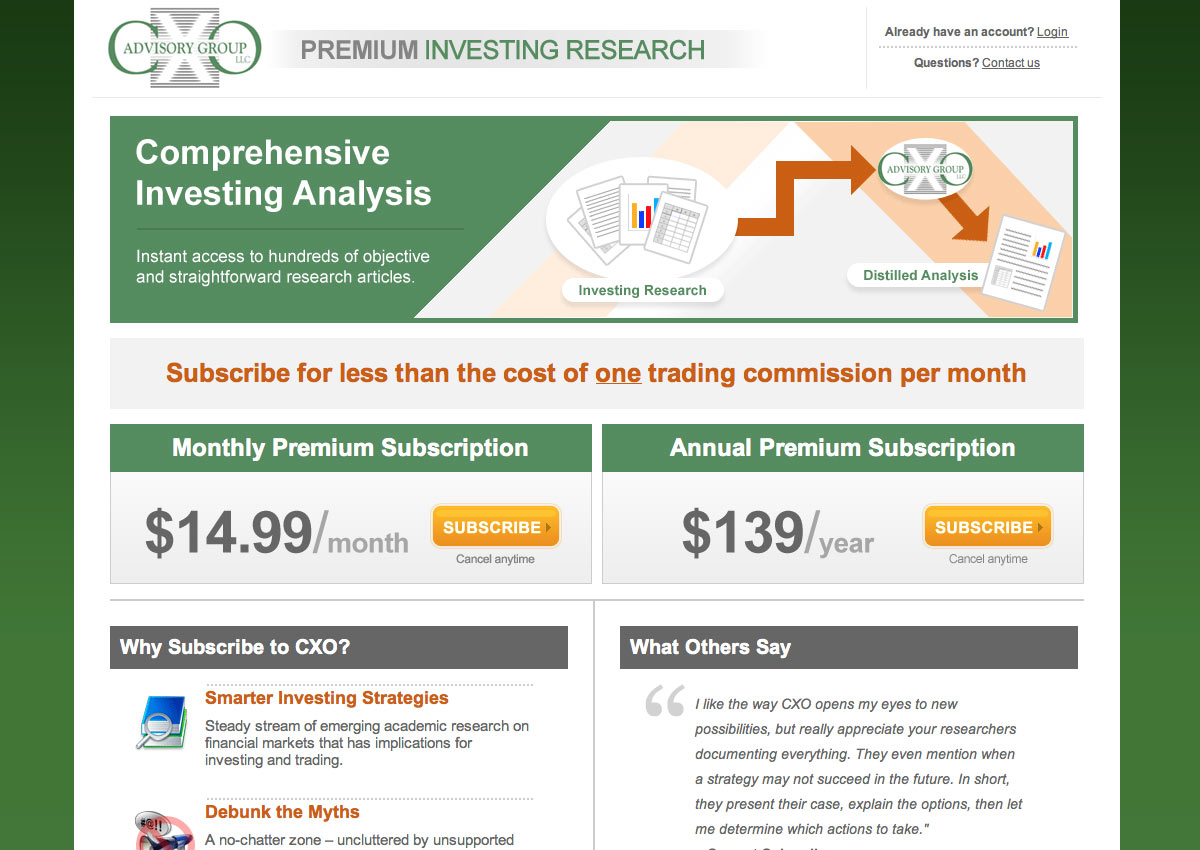 ADVISORY GROUP
LLC
PREMIUM INVESTING RESEARCH
Already have an account? Login
Questions? Contact us
Comprehensive
Investing Analysis
Instant access to hundreds of objective
and straightforward research articles.
Investing Research
ADVISORY GROUP
LLC
Distilled Analysis
Subscribe for less than the cost of one trading commission per month
Monthly Premium Subscription
$14.99/month
SUBSCRIBE
Cancel anytime
Annual Premium Subscription
$139/year
SUBSCRIBE
Cancel anytime
Why Subscribe to CXO?
Smarter Investing Strategies
Steady stream of emerging academic research on
financial markets that has implications for
investing and trading.
Debunk the Myths
#@!!
A no-chatter zone – uncluttered by unsupported
What Others Say
“
I like the way CXO opens my eyes to new
possibilities, but really appreciate your researchers
documenting everything. They even mention when
a strategy may not succeed in the future. In short,
they present their case, explain the options, then let
me determine which actions to take."